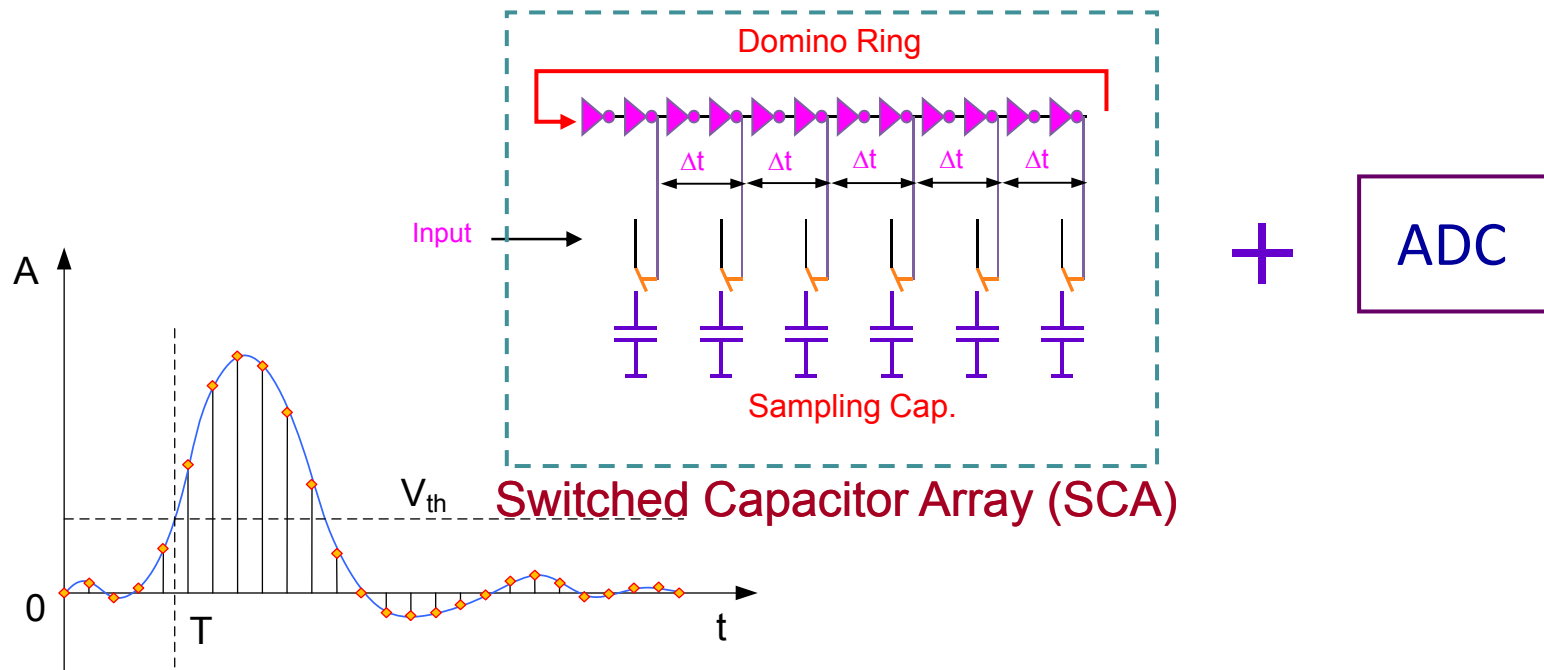 Domino Ring
Δt Δt Δt Δt Δt
Input
ADC
A
Sampling Cap.
Vth
Switched Capacitor Array (SCA)
0
T
t